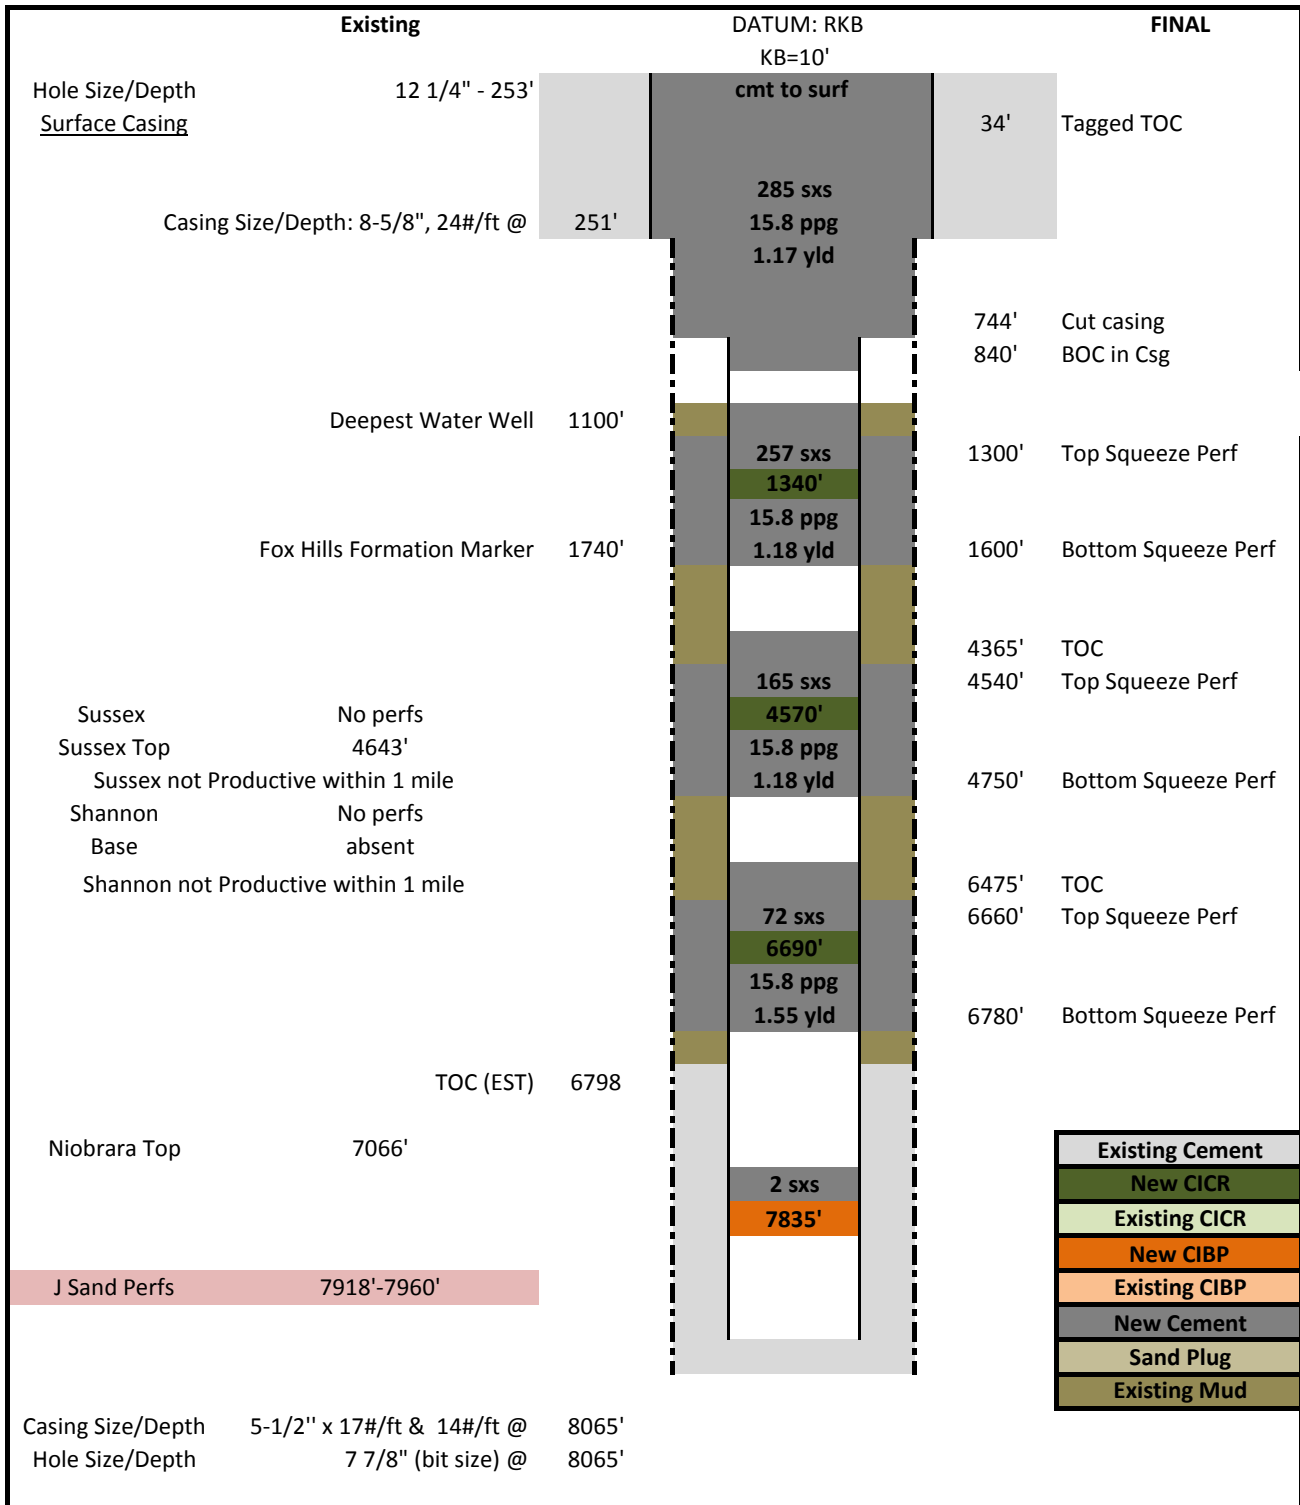 Existing DATUM: RKB FINAL
KB=10'
Hole Size/Depth 12 1/4" - 253' cmt to surf
Surface Casing 34' Tagged TOC
285 sxs
Casing Size/Depth: 8-5/8", 24#/ft @ 251' 15.8 ppg
1.17 yld
744' Cut casing
840' BOC in Csg
Deepest Water Well 1100'
257 sxs 1300' Top Squeeze Perf
1340'
15.8 ppg
Fox Hills Formation Marker 1740' 1.18 yld 1600' Bottom Squeeze Perf
4365' TOC
165 sxs 4540' Top Squeeze Perf
Sussex No perfs 4570'
Sussex Top 4643' 15.8 ppg
Sussex not Productive within 1 mile 1.18 yld 4750' Bottom Squeeze Perf
Shannon No perfs
Base absent
Shannon not Productive within 1 mile 6475' TOC
72 sxs 6660' Top Squeeze Perf
6690'
15.8 ppg
1.55 yld 6780' Bottom Squeeze Perf
TOC (EST) 6798
Niobrara Top 7066' Existing Cement
2 sxs New CICR
7835' Existing CICR
New CIBP
J Sand Perfs 7918'-7960' Existing CIBP
New Cement
Sand Plug
Existing Mud
Casing Size/Depth 5-1/2'' x 17#/ft & 14#/ft @ 8065'
Hole Size/Depth 7 7/8" (bit size) @ 8065'